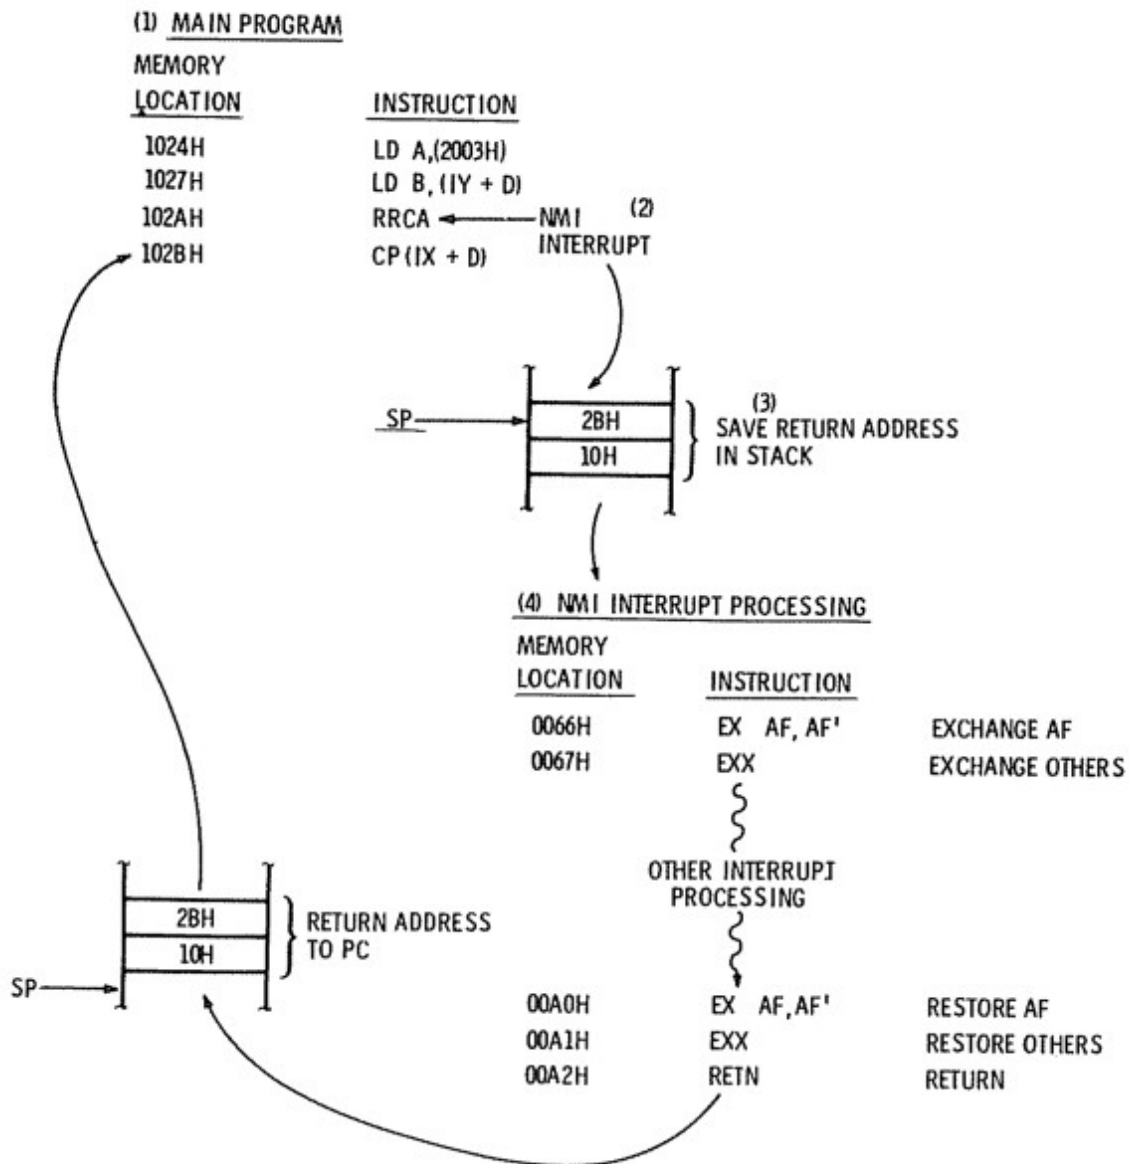 (1) MAIN PROGRAM
MEMORY
LOCATION INSTRUCTION
1024H LD A,(2003H)
1027H LD B, (IY + D)
102AH RRCA NMI (2)
INTERRUPT
102BH CP (IX + D)
SP 2BH (3)
SAVE RETURN ADDRESS
10H IN STACK
(4) NMI INTERRUPT PROCESSING
MEMORY
LOCATION INSTRUCTION
0066H EX AF, AF' EXCHANGE AF
0067H EXX EXCHANGE OTHERS
OTHER INTERRUPT
PROCESSING
2BH RETURN ADDRESS
10H TO PC
SP
00A0H EX AF, AF' RESTORE AF
00A1H EXX RESTORE OTHERS
00A2H RETN RETURN